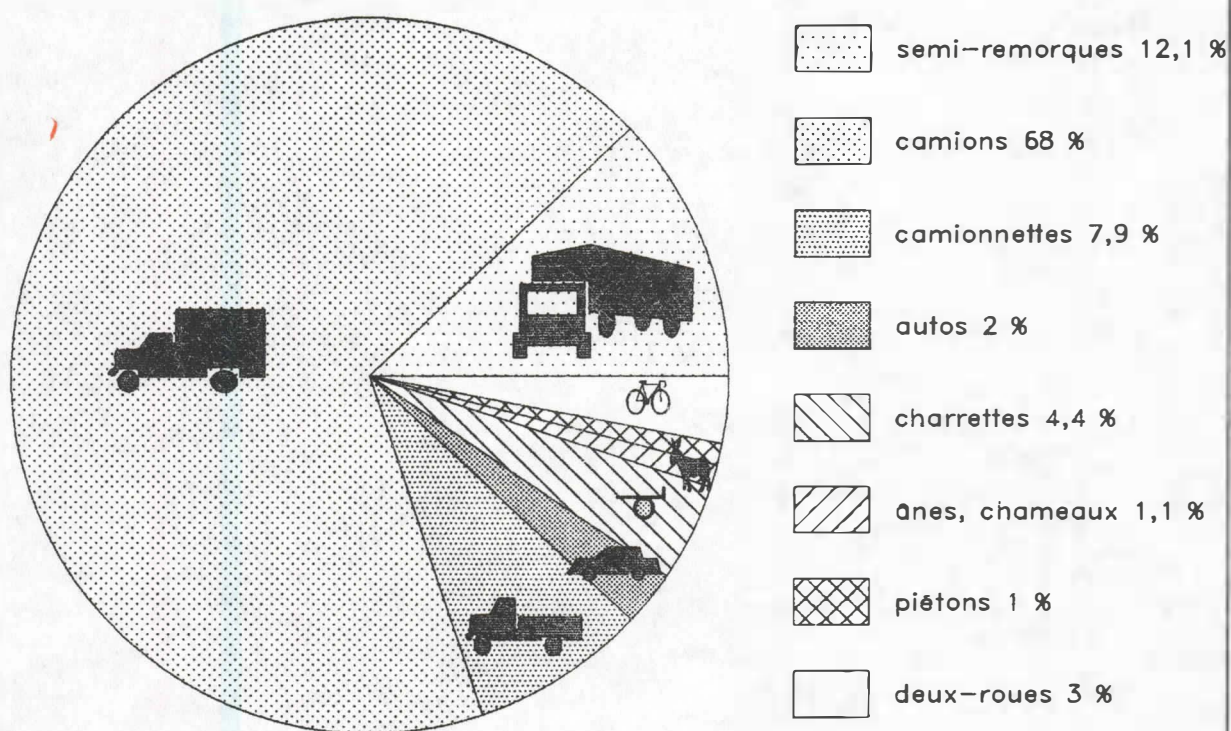 semi-remorques 12,1 %
camions 68 %
camionnettes 7,9 %
autos 2 %
charrettes 4,4 %
ânes, chameaux 1,1 %
piétons 1 %
deux-roues 3 %